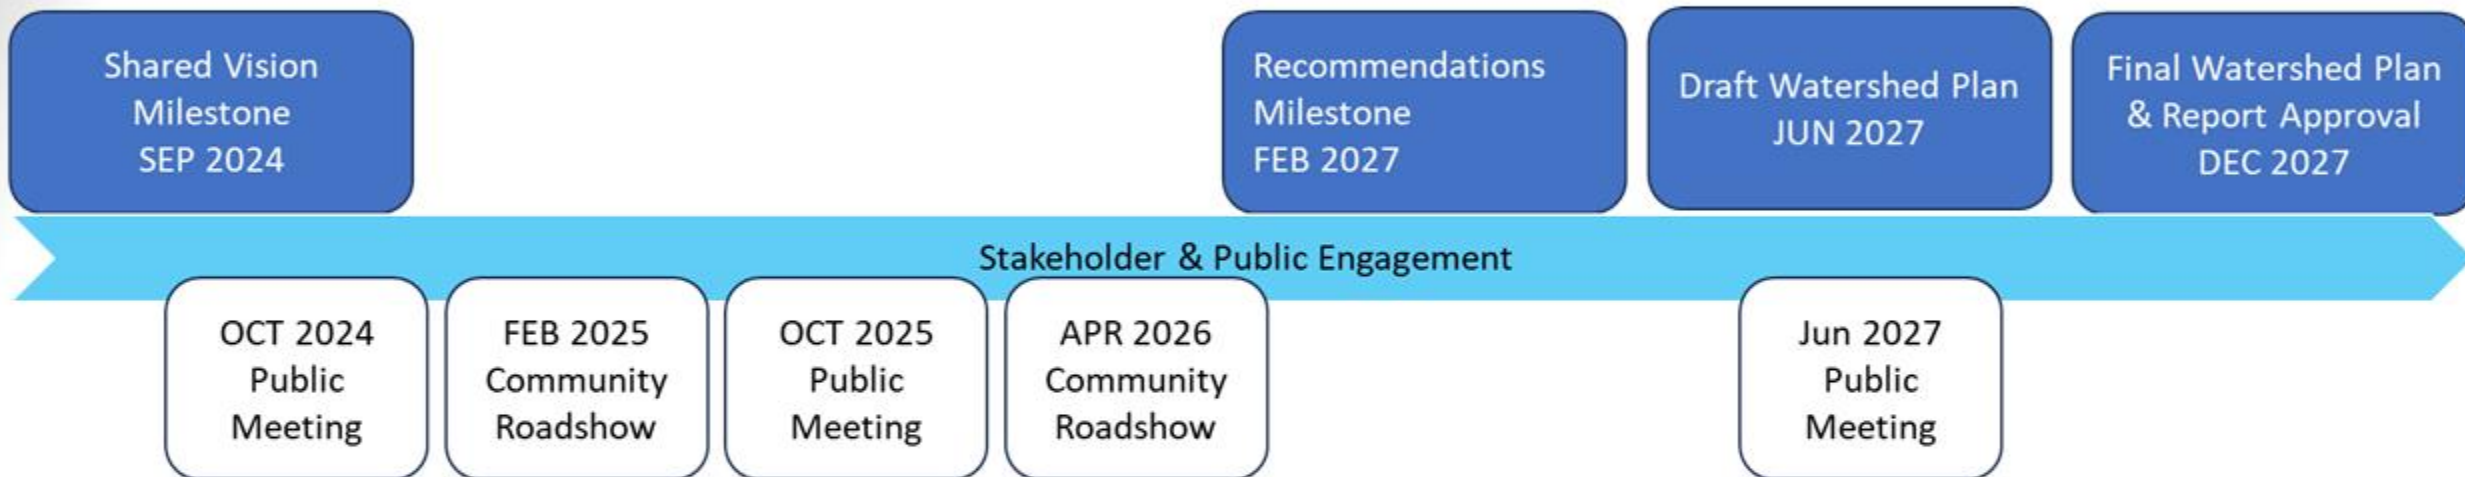 Shared Vision
Milestone
SEP 2024
Recommendations
Milestone
FEB 2027
Draft Watershed Plan
JUN 2027
Final Watershed Plan
& Report Approval
DEC 2027
Stakeholder & Public Engagement
OCT 2024
Public
Meeting
FEB 2025
Community
Roadshow
OCT 2025
Public
Meeting
APR 2026
Community
Roadshow
Jun 2027
Public
Meeting